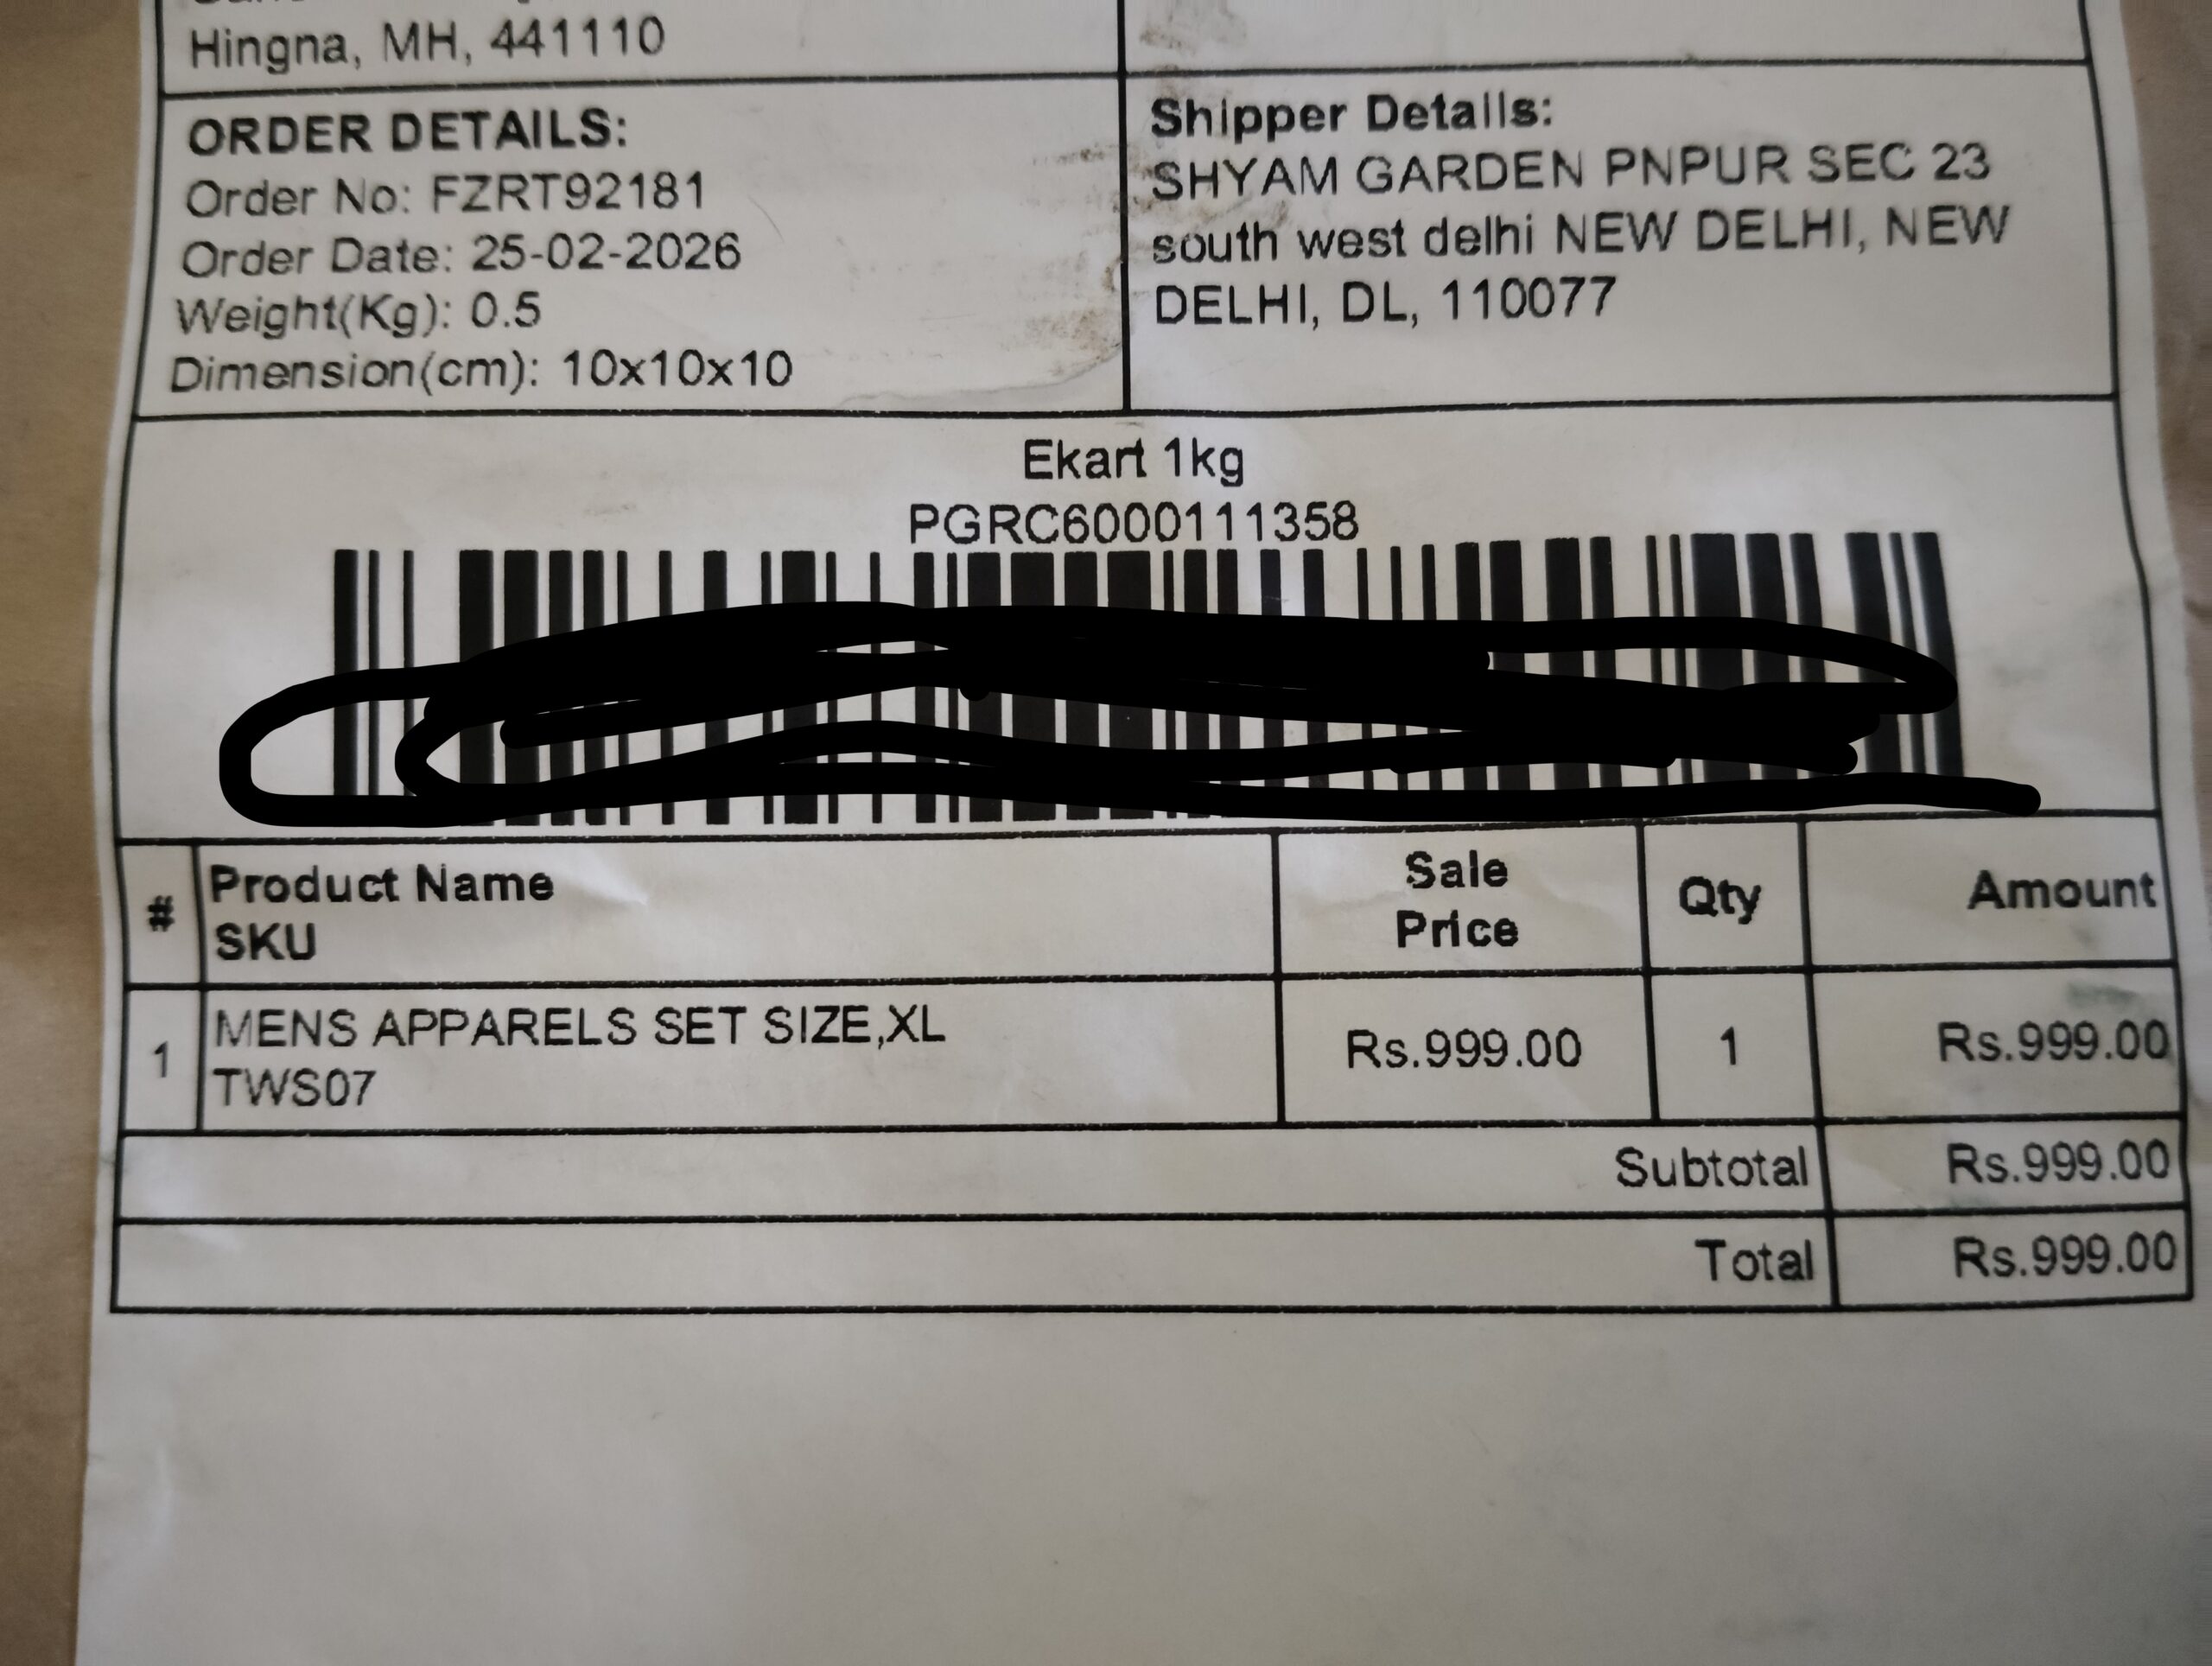 Hingna, MH, 441110
ORDER DETAILS:
Order No: FZRT92181
Order Date: 25-02-2026
Weight(Kg): 0.5
Dimension(cm): 10x10x10
Shipper Details:
SHYAM GARDEN PNPUR SEC 23
south west delhi NEW DELHI, NEW
DELHI, DL, 110077
Ekart 1kg
PGRC6000111358
# Product Name SKU Sale Price Qty Amount
1 MENS APPARELS SET SIZE,XL TWS07 Rs.999.00 1 Rs.999.00
Subtotal Rs.999.00
Total Rs.999.00